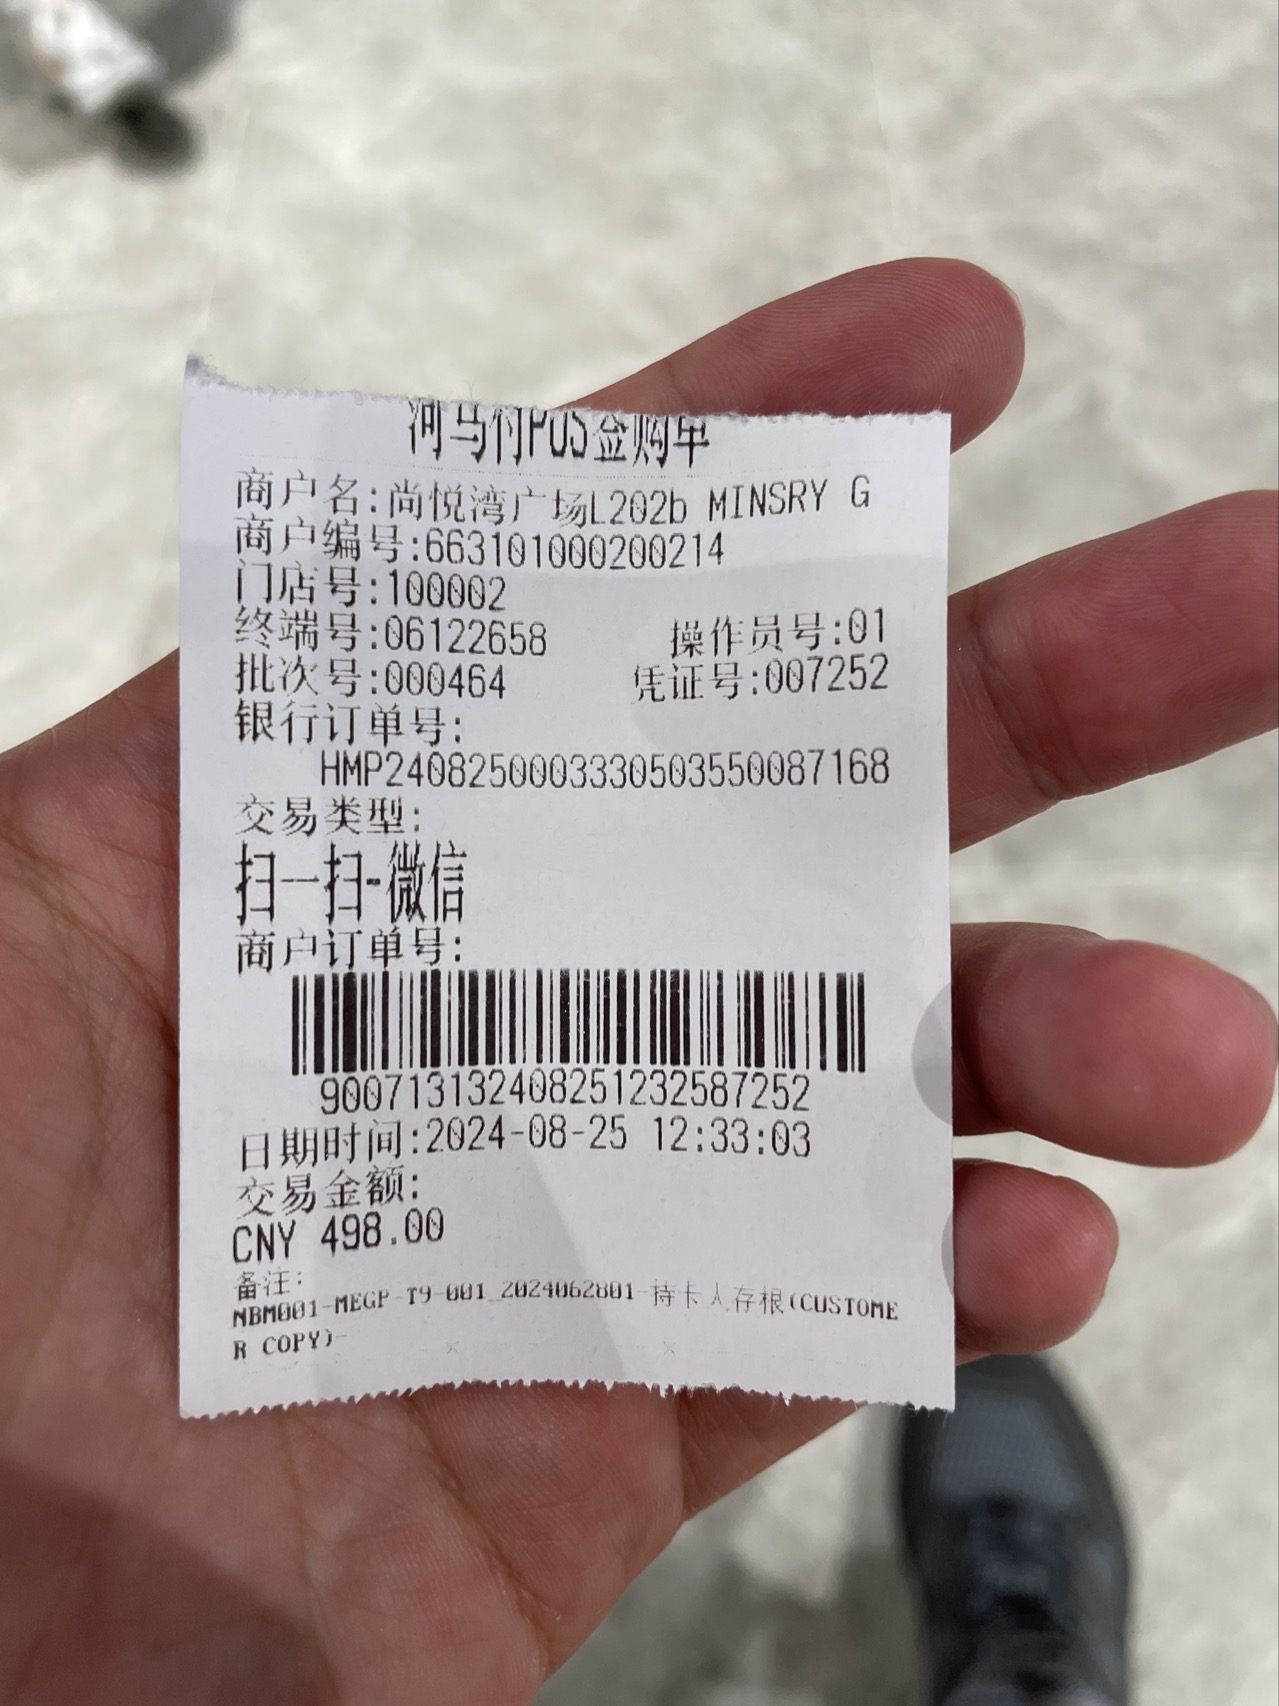 河马付POS签购单
商户名:尚悦湾广场L202b MINSRY G
商户编号:663101000200214
门店号:100002
终端号:06122658 操作员号:01
批次号:000464 凭证号:007252
银行订单号:
HMP2408250003330503550087168
交易类型:
扫一扫-微信
商户订单号:
9007131324082512325​87252
日期时间:2024-08-25 12:33:03
交易金额:
CNY 498.00
备注:
NBM001-MEGP-T9-001_2024062801-持卡人存根(CUSTOME
R COPY)-